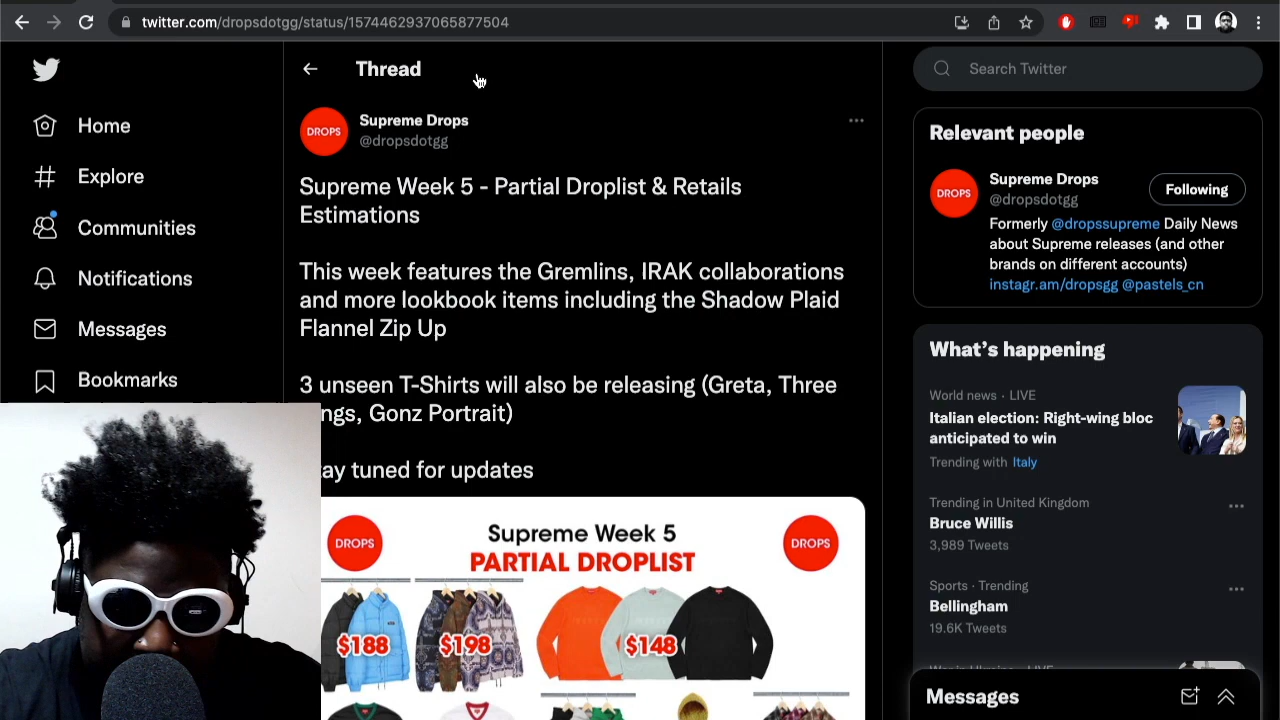 twitter.com/dropsdotgg/status/1574462937065877504
Thread
Search Twitter
Home
Explore
Communities
Notifications
Messages
Bookmarks
DROPS
Supreme Drops
@dropsdotgg
Supreme Week 5 - Partial Droplist & Retails
Estimations
This week features the Gremlins, IRAK collaborations
and more lookbook items including the Shadow Plaid
Flannel Zip Up
3 unseen T-Shirts will also be releasing (Greta, Three
ngs, Gonz Portrait)
ay tuned for updates
DROPS
Supreme Week 5
PARTIAL DROPLIST
DROPS
$188
$198
$148
Relevant people
DROPS
Supreme Drops
@dropsdotgg
Following
Formerly @dropssupreme Daily News
about Supreme releases (and other
brands on different accounts)
instagr.am/dropsgg @pastels_cn
What's happening
World news · LIVE
Italian election: Right-wing bloc
anticipated to win
Trending with Italy
Trending in United Kingdom
Bruce Willis
3,989 Tweets
Sports · Trending
Bellingham
19.6K Tweets
Messages